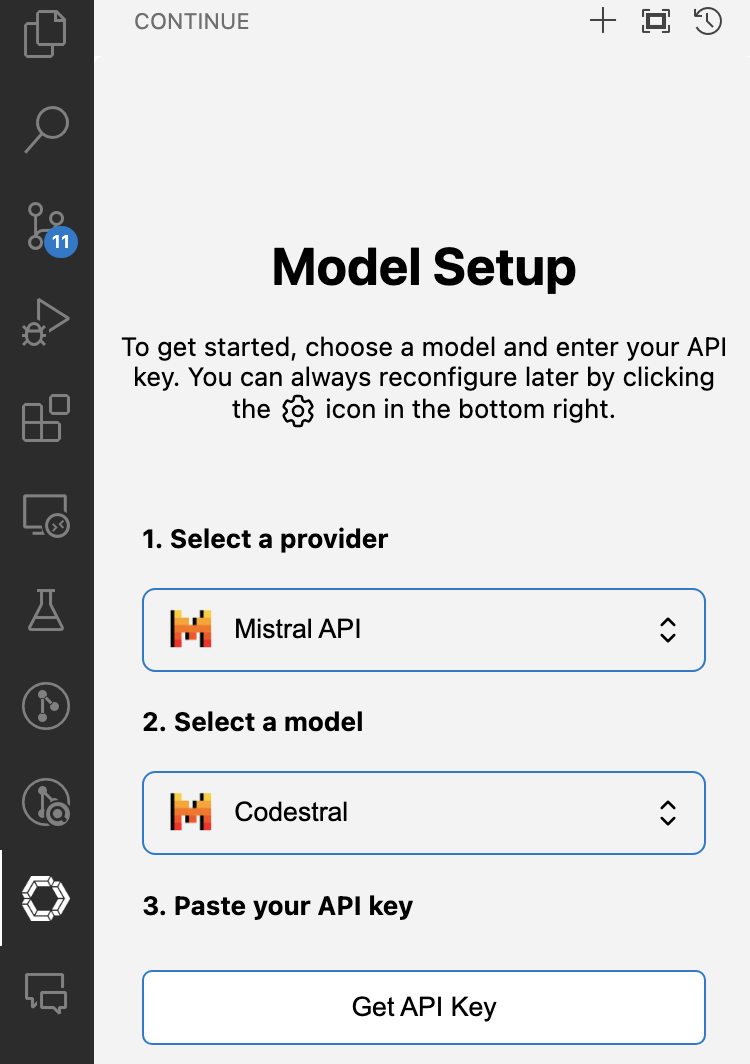 CONTINUE
11
Model Setup
To get started, choose a model and enter your API
key. You can always reconfigure later by clicking
the icon in the bottom right.
1. Select a provider
Mistral API
2. Select a model
Codestral
3. Paste your API key
Get API Key